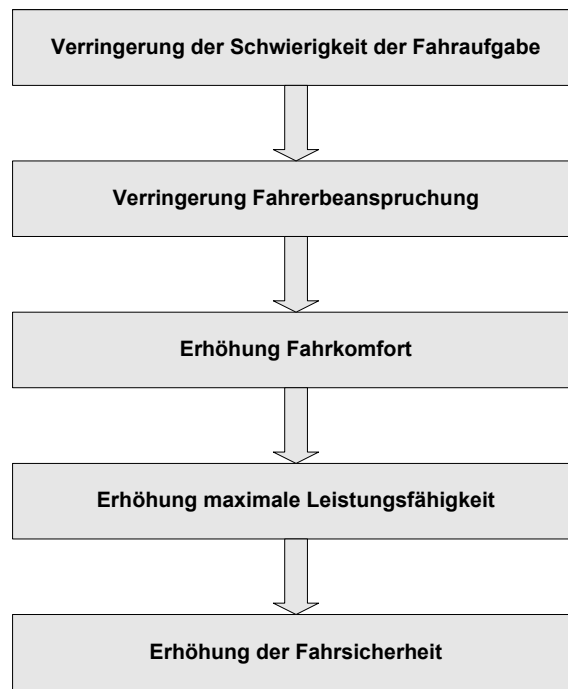 Verringerung der Schwierigkeit der Fahraufgabe
Verringerung Fahrerbeanspruchung
Erhöhung Fahrkomfort
Erhöhung maximale Leistungsfähigkeit
Erhöhung der Fahrsicherheit